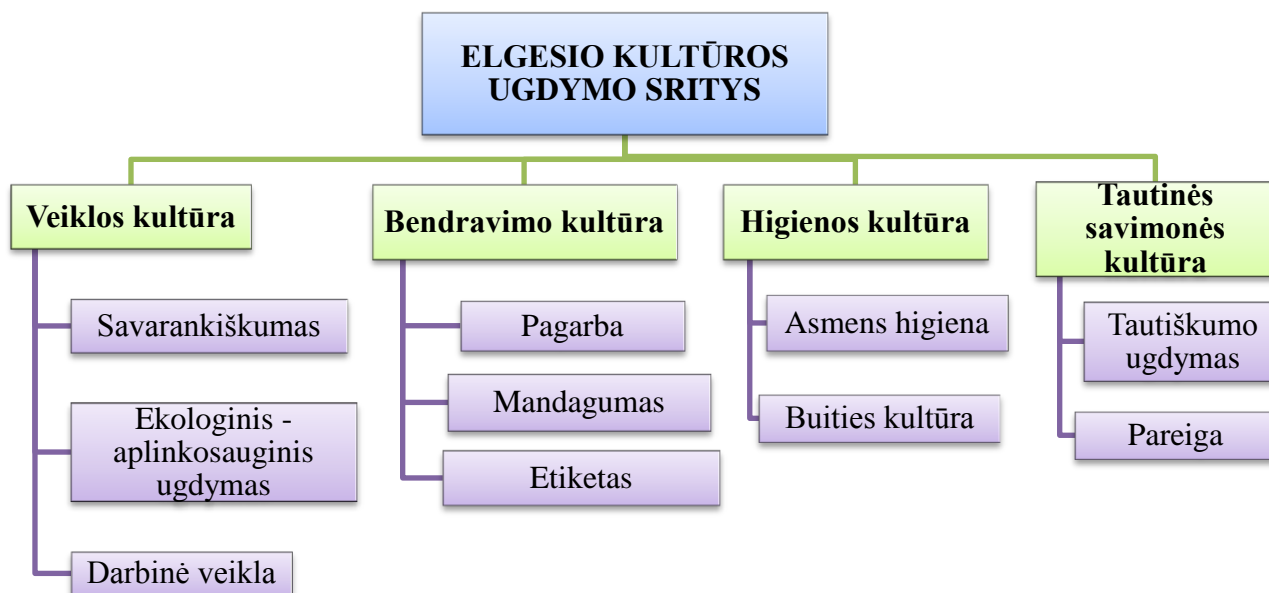 ELGESIO KULTŪROS
UGDYMO SRITYS
Veiklos kultūra
Savarankiškumas
Ekologinis -
aplinkosauginis
ugdymas
Darbinė veikla
Bendravimo kultūra
Pagarba
Mandagumas
Etiketas
Higienos kultūra
Asmens higiena
Buities kultūra
Tautinės
savimonės
kultūra
Tautiškumo
ugdymas
Pareiga